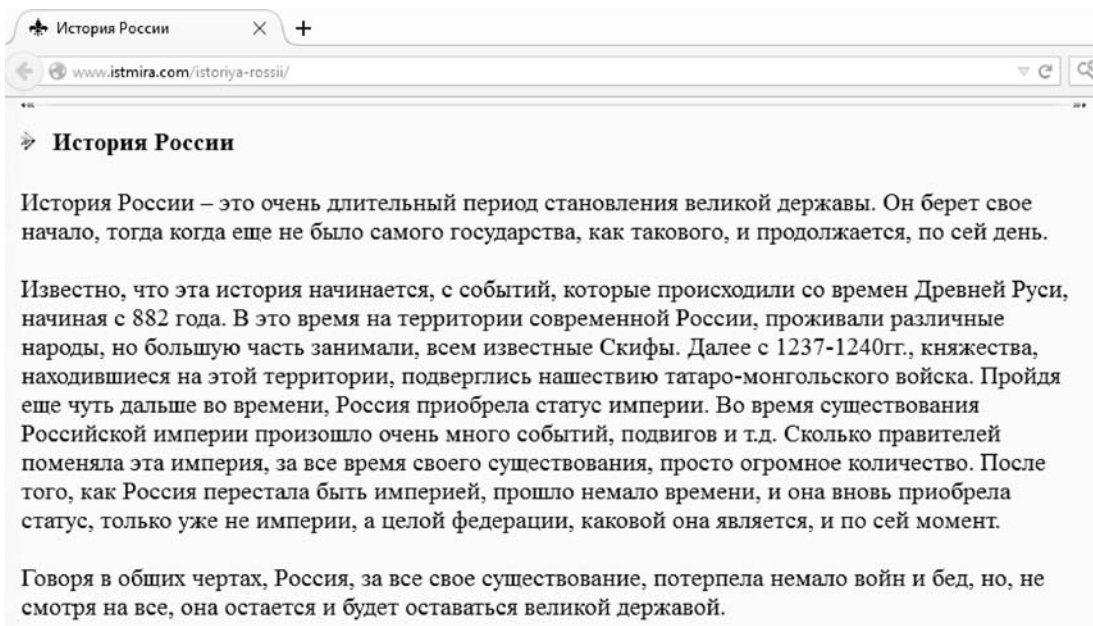 История России
www.istmira.com/istoriya-rossii/
История России
История России – это очень длительный период становления великой державы. Он берет свое
начало, тогда когда еще не было самого государства, как такового, и продолжается, по сей день.
Известно, что эта история начинается, с событий, которые происходили со времен Древней Руси,
начиная с 882 года. В это время на территории современной России, проживали различные
народы, но большую часть занимали, всем известные Скифы. Далее с 1237-1240гг., княжества,
находившиеся на этой территории, подверглись нашествию татаро-монгольского войска. Пройдя
еще чуть дальше во времени, Россия приобрела статус империи. Во время существования
Российской империи произошло очень много событий, подвигов и т.д. Сколько правителей
поменяла эта империя, за все время своего существования, просто огромное количество. После
того, как Россия перестала быть империей, прошло немало времени, и она вновь приобрела
статус, только уже не империи, а целой федерации, каковой она является, и по сей момент.
Говоря в общих чертах, Россия, за все свое существование, потерпела немало войн и бед, но, не
смотря на все, она остается и будет оставаться великой державой.